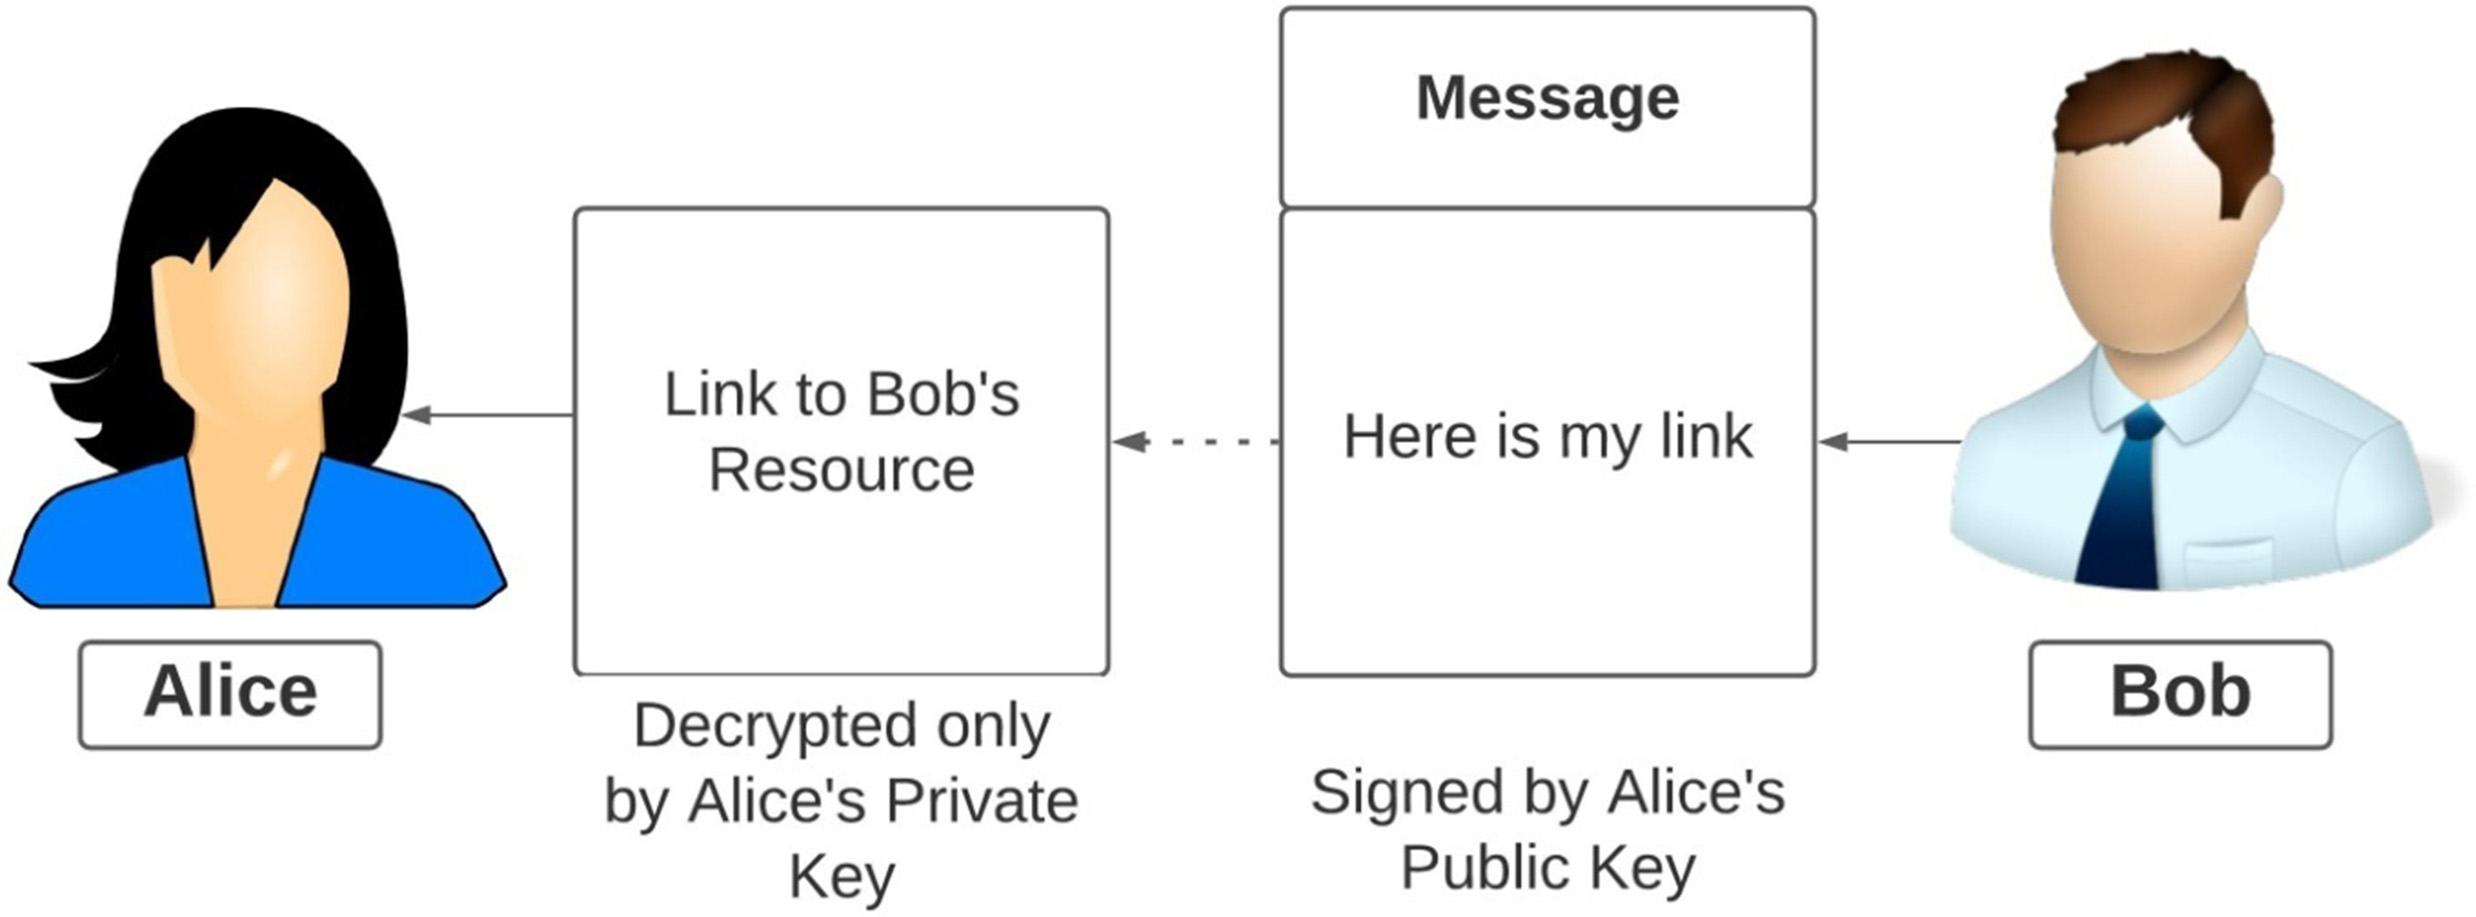 Message
Link to Bob's
Resource
Here is my link
Alice
Bob
Decrypted only
by Alice's Private
Key
Signed by Alice's
Public Key